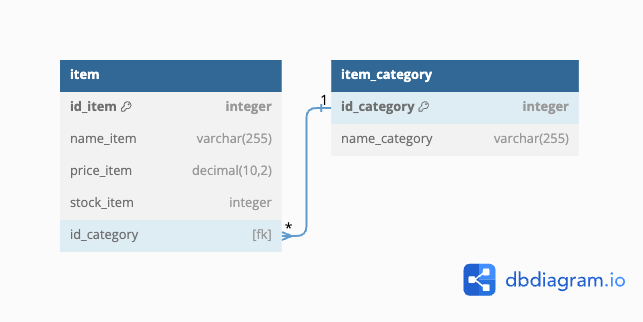 item
id_item integer
name_item varchar(255)
price_item decimal(10,2)
stock_item integer
id_category [fk]
*
1
item_category
id_category integer
name_category varchar(255)
dbdiagram.io